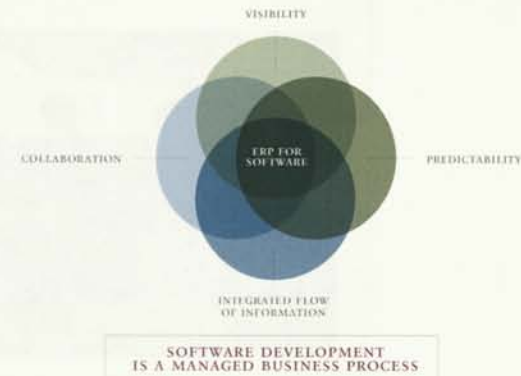 VISIBILITY
COLLABORATION
ERP FOR
SOFTWARE
PREDICTABILITY
INTEGRATED FLOW
OF INFORMATION
SOFTWARE DEVELOPMENT
IS A MANAGED BUSINESS PROCESS